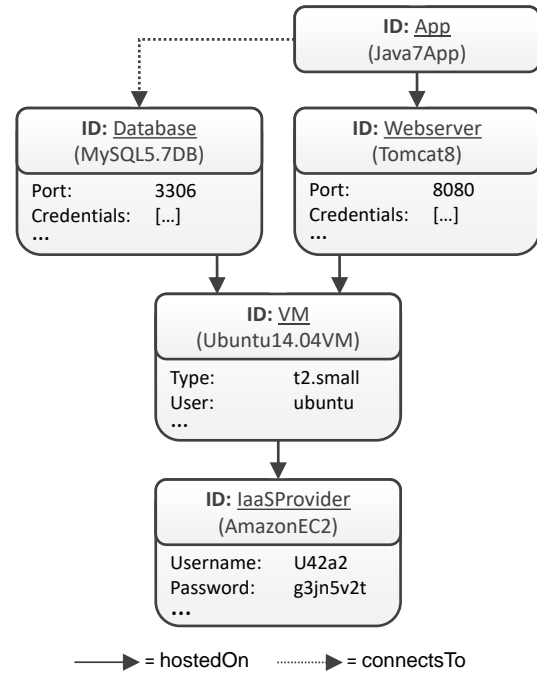 ID: App
(Java7App)
ID: Database
(MySQL5.7DB)
Port: 3306
Credentials: [...]
...
ID: Webserver
(Tomcat8)
Port: 8080
Credentials: [...]
...
ID: VM
(Ubuntu14.04VM)
Type: t2.small
User: ubuntu
...
ID: IaaSProvider
(AmazonEC2)
Username: U42a2
Password: g3jn5v2t
...
= hostedOn = connectsTo